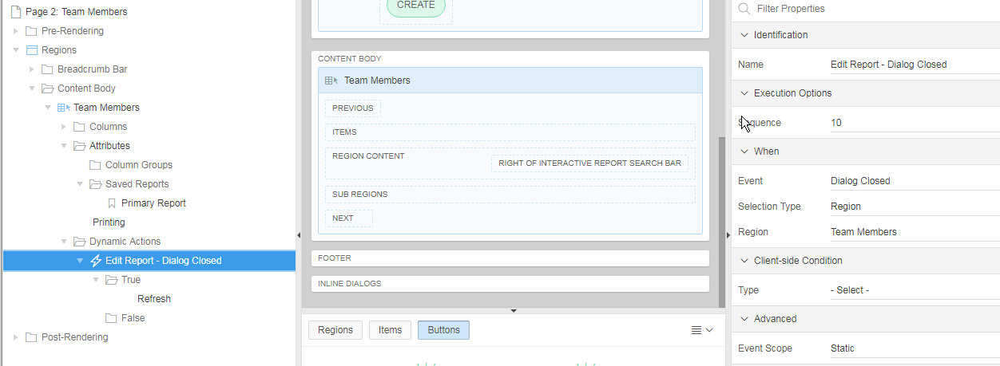 Page 2: Team Members
Pre-Rendering
Regions
Breadcrumb Bar
Content Body
Team Members
Columns
Attributes
Column Groups
Saved Reports
Primary Report
Printing
Dynamic Actions
Edit Report - Dialog Closed
True
Refresh
False
Post-Rendering
CREATE
CONTENT BODY
Team Members
PREVIOUS
ITEMS
REGION CONTENT
RIGHT OF INTERACTIVE REPORT SEARCH BAR
SUB REGIONS
NEXT
FOOTER
INLINE DIALOGS
Regions Items Buttons
Filter Properties
Identification
Name Edit Report - Dialog Closed
Execution Options
Sequence 10
When
Event Dialog Closed
Selection Type Region
Region Team Members
Client-side Condition
Type - Select -
Advanced
Event Scope Static